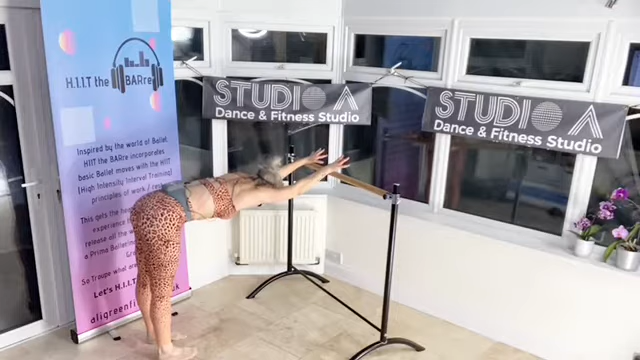 H.I.I.T the BARre
Inspired by the world of Ballet,
HIIT the BARre incorporates
basic Ballet moves with the HIIT
(High Intensity Interval Training)
principles of work / 
This gets the
experience
release all the
a Prima Ballerina
So Troupe
Let's H.I.I.T
STUDIO A
Dance & Fitness Studio
STUDIO A
Dance & Fitness Studio